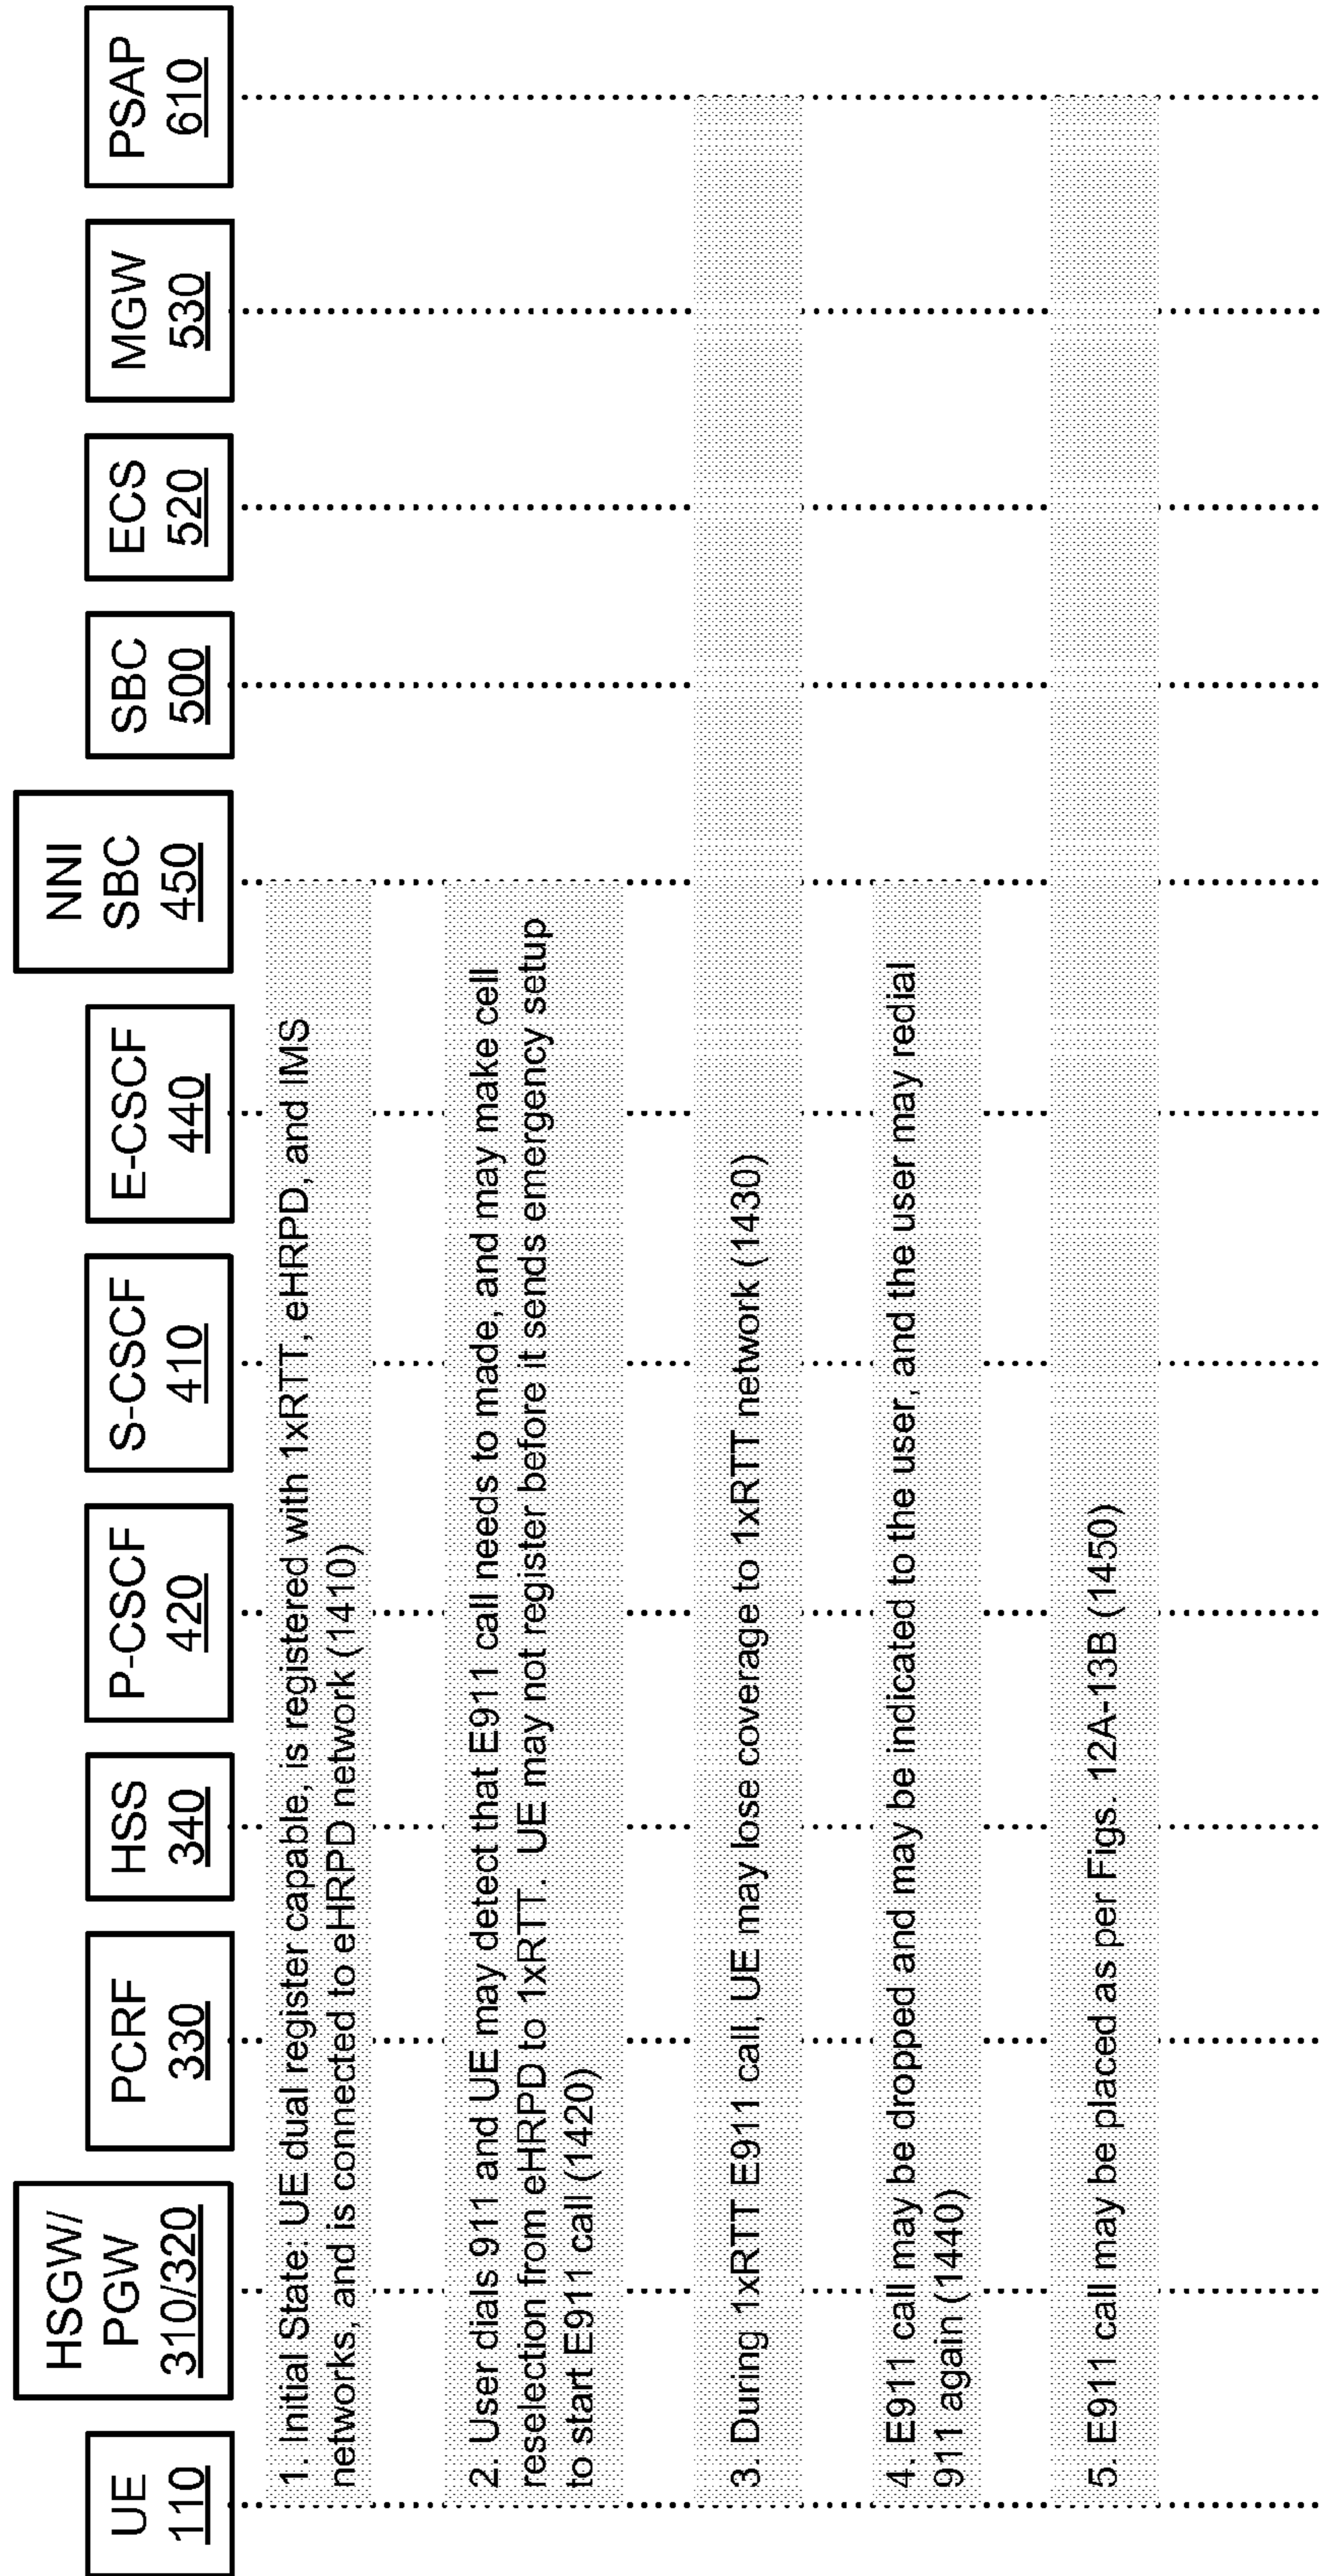 UE
110
HSGW/
PGW
310/320
PCRF
330
HSS
340
P-CSCF
420
S-CSCF
410
E-CSCF
440
NNI
SBC
450
SBC
500
ECS
520
MGW
530
PSAP
610
1. Initial State: UE dual register capable, is registered with 1xRTT, eHRPD, and IMS
networks, and is connected to eHRPD network (1410)
2. User dials 911 and UE may detect that E911 call needs to made, and may make cell
reselection from eHRPD to 1xRTT. UE may not register before it sends emergency setup
to start E911 call (1420)
3. During 1xRTT E911 call, UE may lose coverage to 1xRTT network (1430)
4. E911 call may be dropped and may be indicated to the user, and the user may redial
911 again (1440)
5. E911 call may be placed as per Figs. 12A-13B (1450)